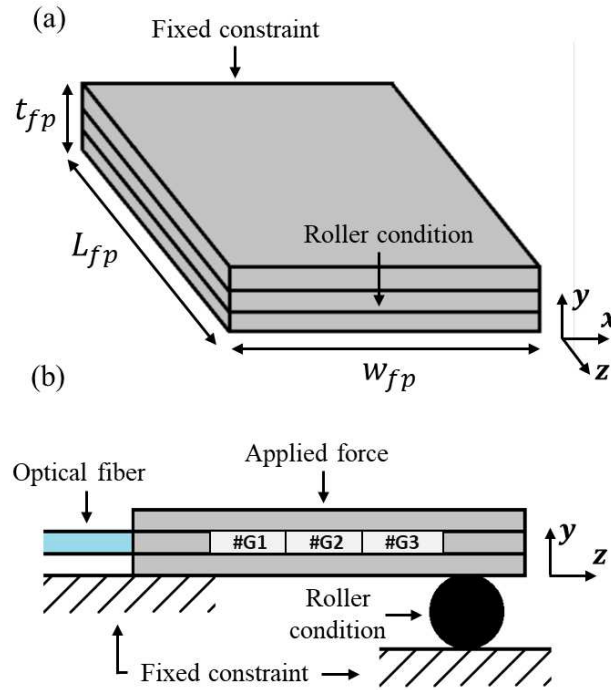 (a)
Fixed constraint
t_fp
L_fp
Roller condition
w_fp
y
x
z
(b)
Optical fiber
Applied force
#G1 #G2 #G3
y
z
Roller
condition
Fixed constraint